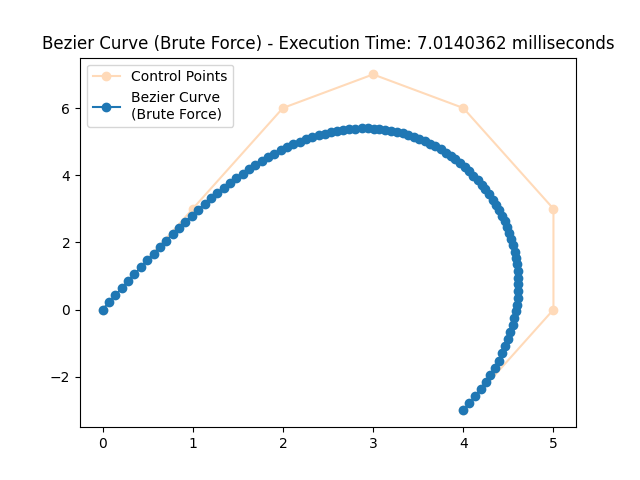 Bezier Curve (Brute Force) - Execution Time: 7.0140362 milliseconds
Control Points
Bezier Curve
(Brute Force)
6
4
2
0
−2
0 1 2 3 4 5